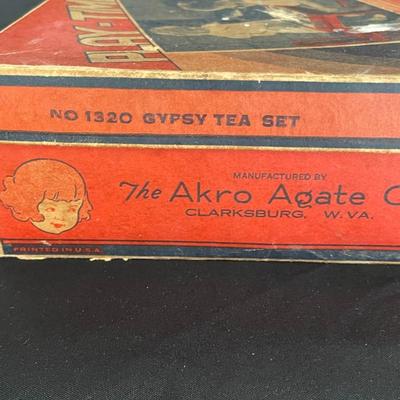 NO 1320 GYPSY TEA SET
MANUFACTURED BY
The Akro Agate
CLARKSBURG, W. VA.
PRINTED IN U.S.A.